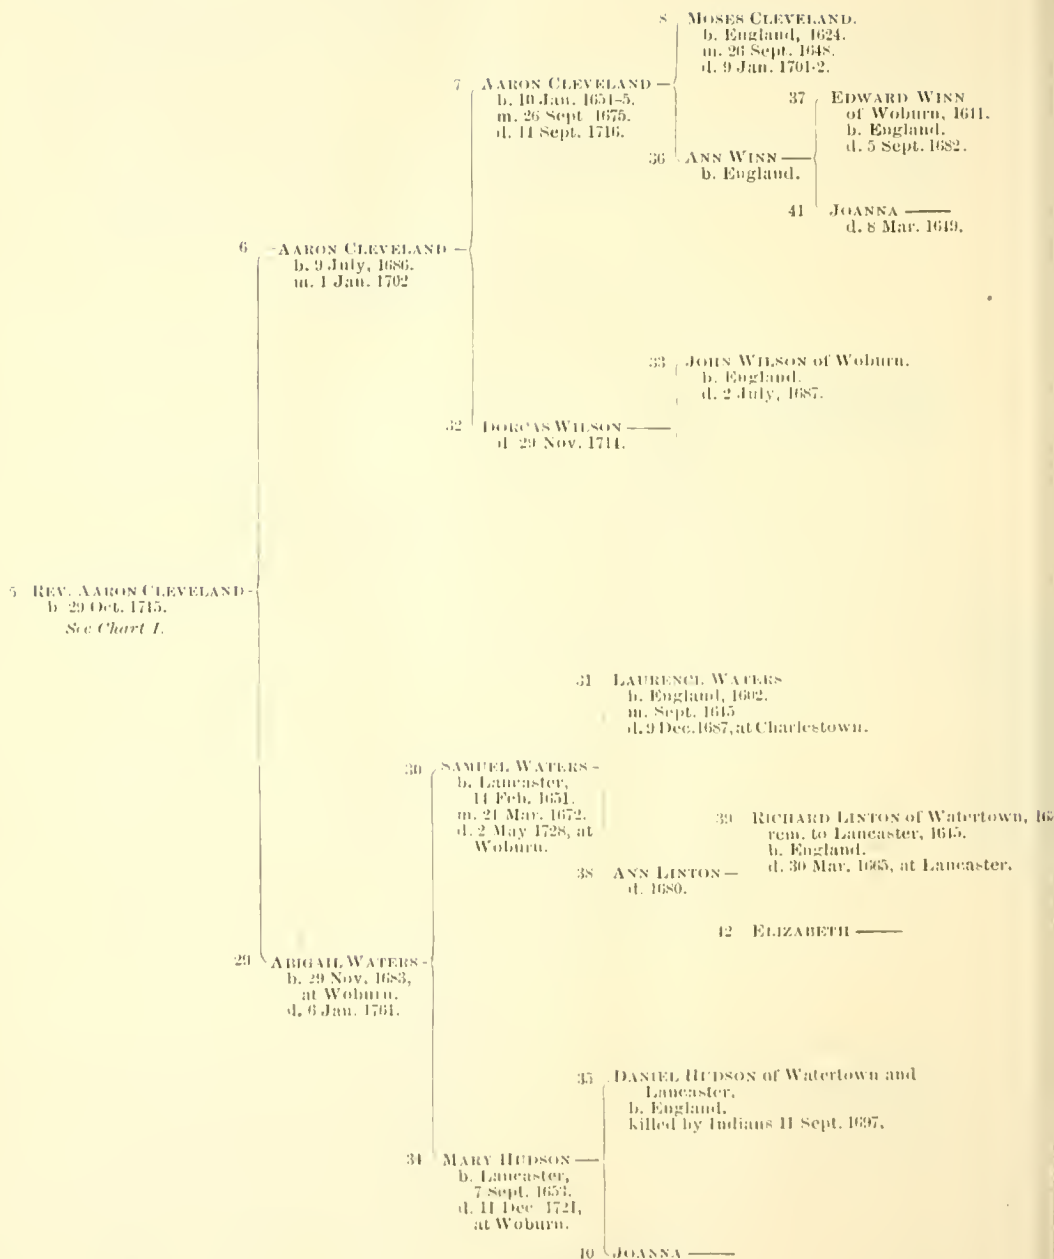 8 MOSES CLEVELAND.
b. England, 1624.
m. 26 Sept. 1648.
d. 9 Jan. 1701-2.
7 AARON CLEVELAND —
b. 10 Jan. 1654-5.
m. 26 Sept 1675.
d. 14 Sept. 1716.
37 EDWARD WINN
of Woburn, 1641.
b. England.
d. 5 Sept. 1682.
36 ANN WINN —
b. England.
41 JOANNA —
d. 8 Mar. 1649.
6 AARON CLEVELAND —
b. 9 July, 1686.
m. 1 Jan. 1702
33 JOHN WILSON of Woburn.
b. England.
d. 2 July, 1687.
32 DORCAS WILSON —
d 29 Nov. 1714.
5 REV. AARON CLEVELAND -
b 29 Oct. 1715.
See Chart I.
31 LAURENCE WATERS
b. England, 1602.
m. Sept. 1645
d. 9 Dec. 1687, at Charlestown.
30 SAMUEL WATERS -
b. Lancaster,
14 Feb. 1651.
m. 21 Mar. 1672.
d. 2 May 1728, at
Woburn.
39 RICHARD LINTON of Watertown,
rem. to Lancaster, 1645.
b. England.
d. 30 Mar. 1665, at Lancaster.
38 ANN LINTON —
d. 1680.
42 ELIZABETH —
29 ABIGAIL WATERS -
b. 29 Nov. 1683,
at Woburn.
d. 6 Jan. 1761.
35 DANIEL HUDSON of Watertown and
Lancaster.
b. England.
killed by Indians 11 Sept. 1697.
34 MARY HUDSON —
b. Lancaster,
7 Sept. 1653.
d. 11 Dec 1721,
at Woburn.
40 JOANNA —